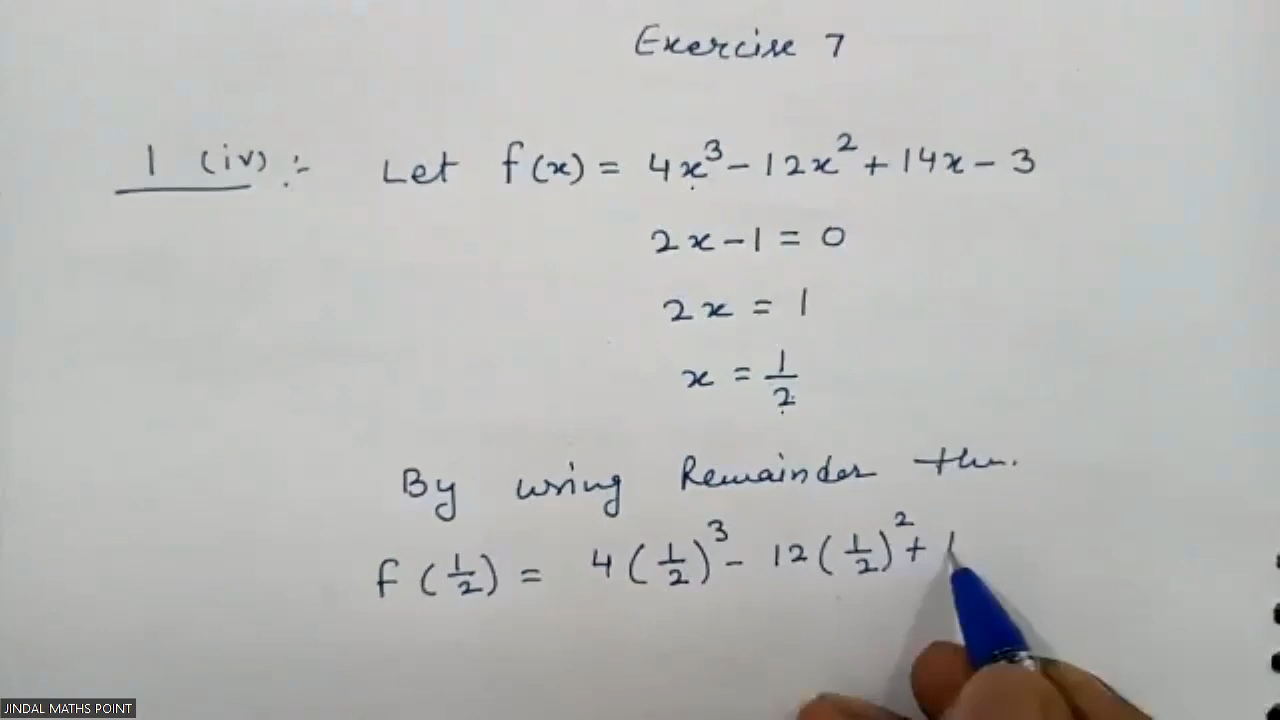 Exercise 7
1 (iv) :- Let f(x) = 4x³ - 12x² + 14x - 3
2x - 1 = 0
2x = 1
x = 1/2
By using Remainder thm.
f(1/2) = 4(1/2)³ - 12(1/2)² + 1
JINDAL MATHS POINT